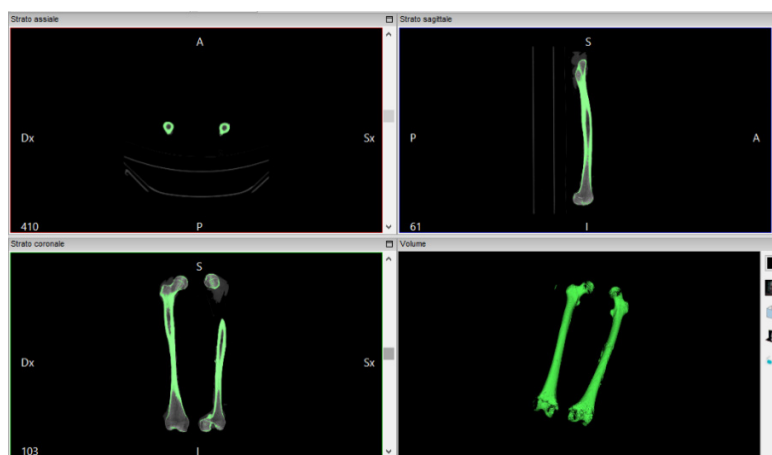 Strato assiale
A
Dx
Sx
410
P
Strato sagittale
S
P
A
61
I
Strato coronale
S
Dx
Sx
103
I
Volume